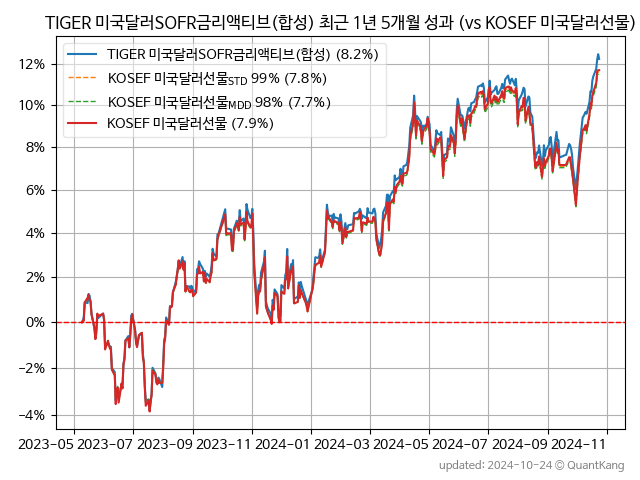 TIGER 미국달러SOFR금리액티브(합성) 최근 1년 5개월 성과 (vs KOSEF 미국달러선물)
TIGER 미국달러SOFR금리액티브(합성) (8.2%)
KOSEF 미국달러선물STD 99% (7.8%)
KOSEF 미국달러선물MDD 98% (7.7%)
KOSEF 미국달러선물 (7.9%)
12%
10%
8%
6%
4%
2%
0%
−2%
−4%
2023-05 2023-07 2023-09 2023-11 2024-01 2024-03 2024-05 2024-07 2024-09 2024-11
updated: 2024-10-24 © QuantKang